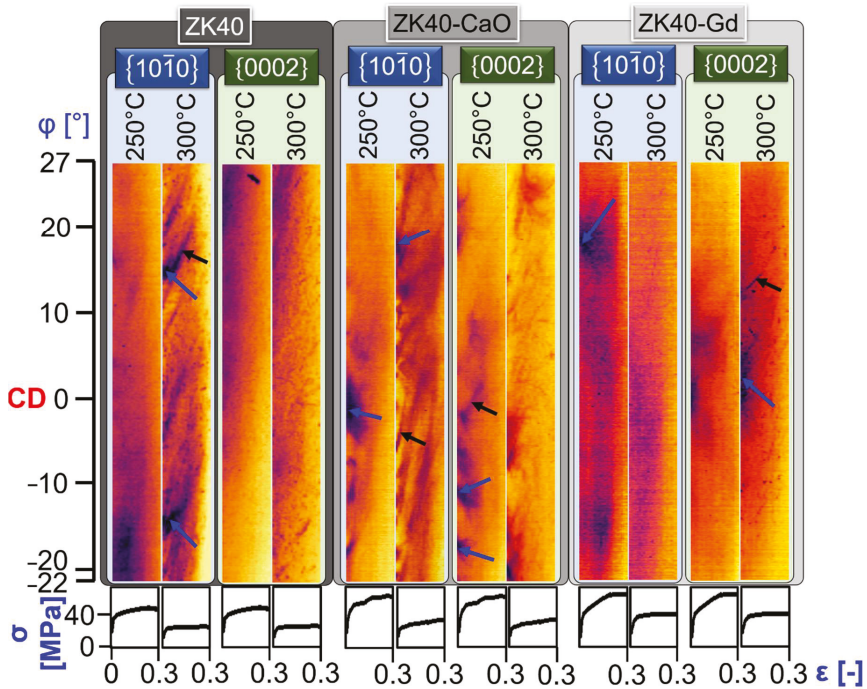 ZK40 ZK40-CaO ZK40-Gd
{101̄0} {0002} {101̄0} {0002} {101̄0} {0002}
φ [°] 250°C 300°C 250°C 300°C 250°C 300°C 250°C 300°C 250°C 300°C 250°C 300°C
27
20
10
CD 0
-10
-20
-22
σ [MPa] 40
0
0 0.3 0.3 0.3 0.3 0.3 0.3 0.3 0.3 0.3 0.3 0.3 0.3 ε [-]